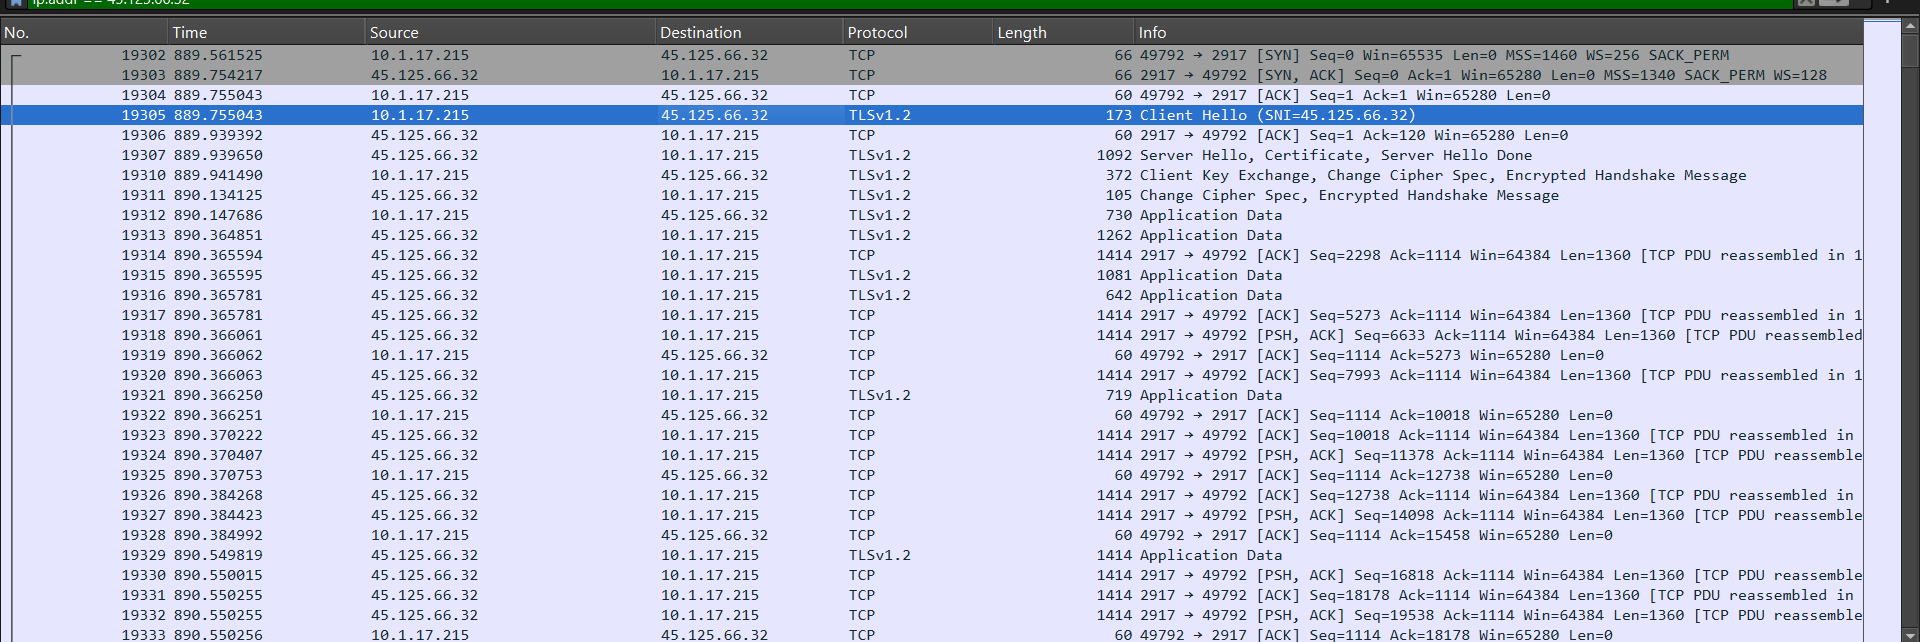 ip.addr == 45.125.66.32
No. Time Source Destination Protocol Length Info
19302 889.561525 10.1.17.215 45.125.66.32 TCP 66 49792 → 2917 [SYN] Seq=0 Win=65535 Len=0 MSS=1460 WS=256 SACK_PERM
19303 889.754217 45.125.66.32 10.1.17.215 TCP 66 2917 → 49792 [SYN, ACK] Seq=0 Ack=1 Win=65280 Len=0 MSS=1340 SACK_PERM WS=128
19304 889.755043 10.1.17.215 45.125.66.32 TCP 60 49792 → 2917 [ACK] Seq=1 Ack=1 Win=65280 Len=0
19305 889.755043 10.1.17.215 45.125.66.32 TLSv1.2 173 Client Hello (SNI=45.125.66.32)
19306 889.939392 45.125.66.32 10.1.17.215 TCP 60 2917 → 49792 [ACK] Seq=1 Ack=120 Win=65280 Len=0
19307 889.939650 45.125.66.32 10.1.17.215 TLSv1.2 1092 Server Hello, Certificate, Server Hello Done
19310 889.941490 10.1.17.215 45.125.66.32 TLSv1.2 372 Client Key Exchange, Change Cipher Spec, Encrypted Handshake Message
19311 890.134125 45.125.66.32 10.1.17.215 TLSv1.2 105 Change Cipher Spec, Encrypted Handshake Message
19312 890.147686 10.1.17.215 45.125.66.32 TLSv1.2 730 Application Data
19313 890.364851 45.125.66.32 10.1.17.215 TLSv1.2 1262 Application Data
19314 890.365594 45.125.66.32 10.1.17.215 TCP 1414 2917 → 49792 [ACK] Seq=2298 Ack=1114 Win=64384 Len=1360 [TCP PDU reassembled in 1
19315 890.365595 45.125.66.32 10.1.17.215 TLSv1.2 1081 Application Data
19316 890.365781 45.125.66.32 10.1.17.215 TLSv1.2 642 Application Data
19317 890.365781 45.125.66.32 10.1.17.215 TCP 1414 2917 → 49792 [ACK] Seq=5273 Ack=1114 Win=64384 Len=1360 [TCP PDU reassembled in 1
19318 890.366061 45.125.66.32 10.1.17.215 TCP 1414 2917 → 49792 [PSH, ACK] Seq=6633 Ack=1114 Win=64384 Len=1360 [TCP PDU reassembled
19319 890.366062 10.1.17.215 45.125.66.32 TCP 60 49792 → 2917 [ACK] Seq=1114 Ack=5273 Win=65280 Len=0
19320 890.366063 45.125.66.32 10.1.17.215 TCP 1414 2917 → 49792 [ACK] Seq=7993 Ack=1114 Win=64384 Len=1360 [TCP PDU reassembled in 1
19321 890.366250 45.125.66.32 10.1.17.215 TLSv1.2 719 Application Data
19322 890.366251 10.1.17.215 45.125.66.32 TCP 60 49792 → 2917 [ACK] Seq=1114 Ack=10018 Win=65280 Len=0
19323 890.370222 45.125.66.32 10.1.17.215 TCP 1414 2917 → 49792 [ACK] Seq=10018 Ack=1114 Win=64384 Len=1360 [TCP PDU reassembled in
19324 890.370407 45.125.66.32 10.1.17.215 TCP 1414 2917 → 49792 [PSH, ACK] Seq=11378 Ack=1114 Win=64384 Len=1360 [TCP PDU reassemble
19325 890.370753 10.1.17.215 45.125.66.32 TCP 60 49792 → 2917 [ACK] Seq=1114 Ack=12738 Win=65280 Len=0
19326 890.384268 45.125.66.32 10.1.17.215 TCP 1414 2917 → 49792 [ACK] Seq=12738 Ack=1114 Win=64384 Len=1360 [TCP PDU reassembled in
19327 890.384423 45.125.66.32 10.1.17.215 TCP 1414 2917 → 49792 [PSH, ACK] Seq=14098 Ack=1114 Win=64384 Len=1360 [TCP PDU reassemble
19328 890.384992 10.1.17.215 45.125.66.32 TCP 60 49792 → 2917 [ACK] Seq=1114 Ack=15458 Win=65280 Len=0
19329 890.549819 45.125.66.32 10.1.17.215 TLSv1.2 1414 Application Data
19330 890.550015 45.125.66.32 10.1.17.215 TCP 1414 2917 → 49792 [PSH, ACK] Seq=16818 Ack=1114 Win=64384 Len=1360 [TCP PDU reassemble
19331 890.550255 45.125.66.32 10.1.17.215 TCP 1414 2917 → 49792 [ACK] Seq=18178 Ack=1114 Win=64384 Len=1360 [TCP PDU reassembled in
19332 890.550255 45.125.66.32 10.1.17.215 TCP 1414 2917 → 49792 [PSH, ACK] Seq=19538 Ack=1114 Win=64384 Len=1360 [TCP PDU reassemble
19333 890.550256 10.1.17.215 45.125.66.32 TCP 60 49792 → 2917 [ACK] Seq=1114 Ack=18178 Win=65280 Len=0